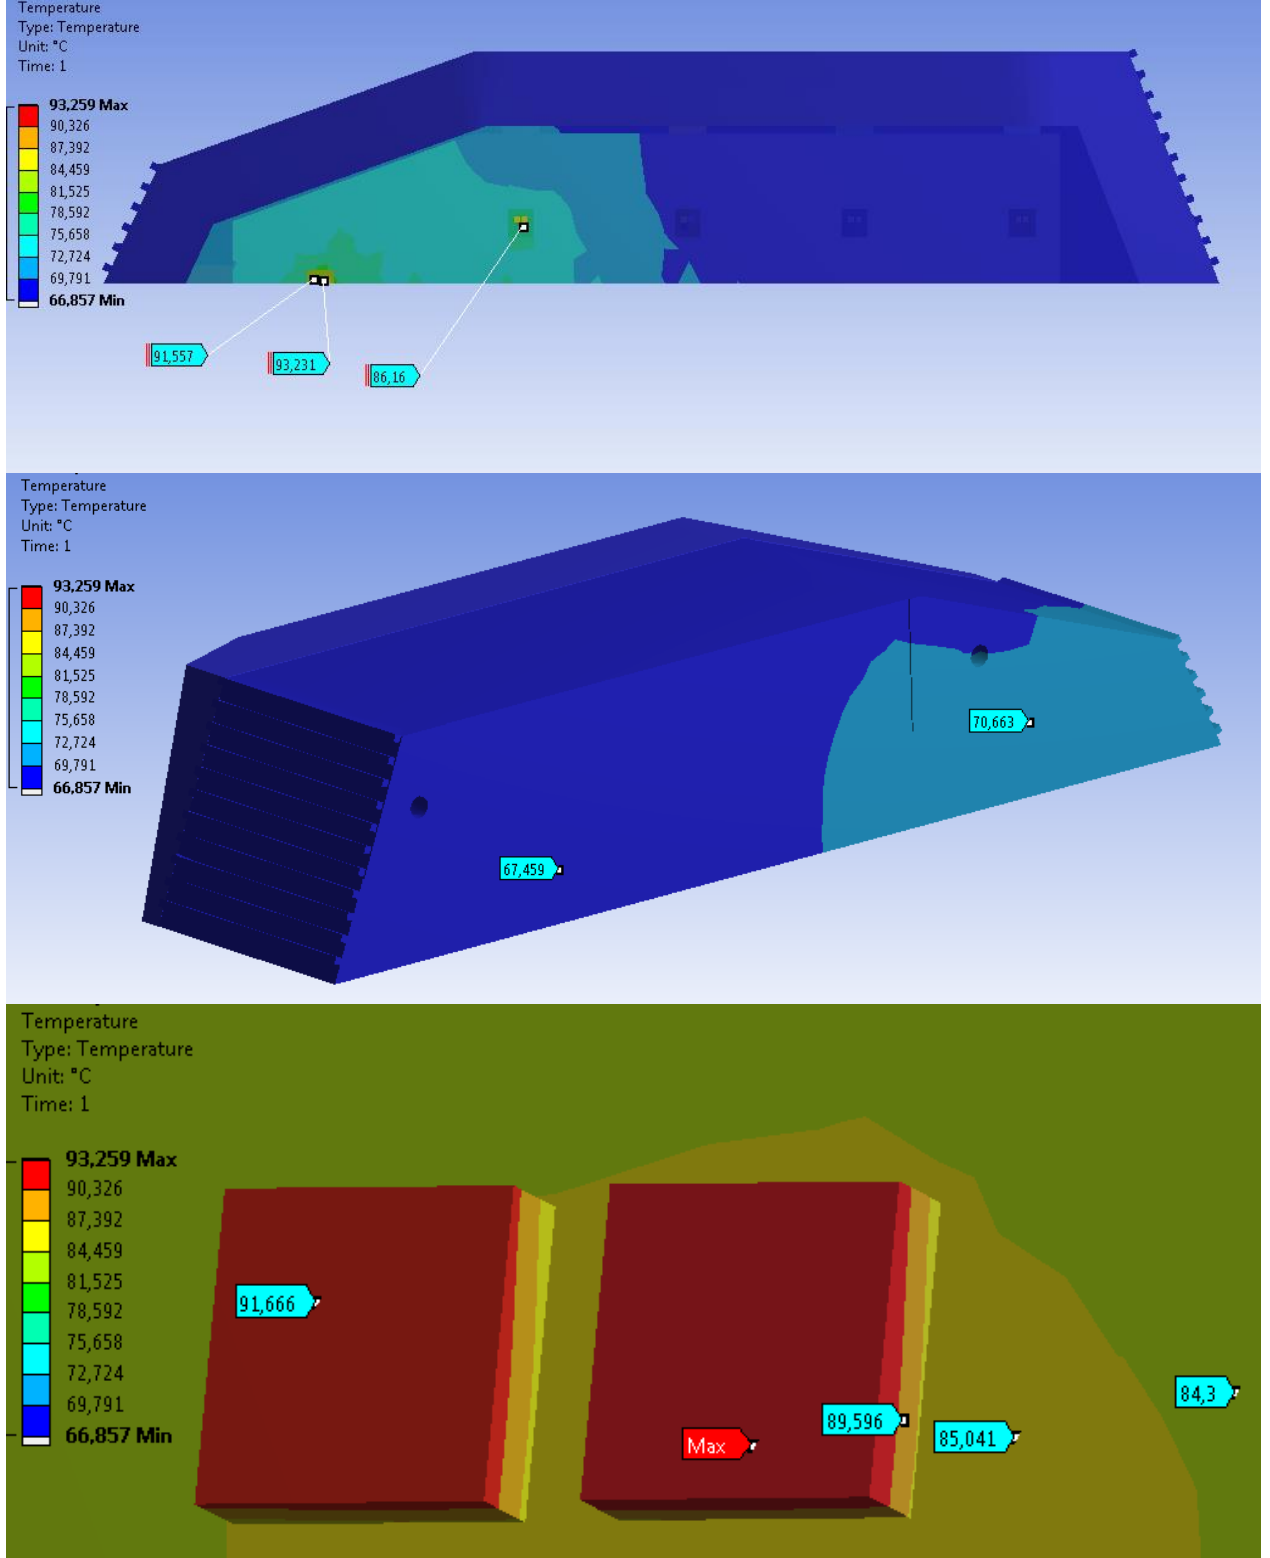 Temperature
Type: Temperature
Unit: °C
Time: 1
93,259 Max
90,326
87,392
84,459
81,525
78,592
75,658
72,724
69,791
66,857 Min
91,557
93,231
86,16
Temperature
Type: Temperature
Unit: °C
Time: 1
93,259 Max
90,326
87,392
84,459
81,525
78,592
75,658
72,724
69,791
66,857 Min
70,663
67,459
Temperature
Type: Temperature
Unit: °C
Time: 1
93,259 Max
90,326
87,392
84,459
81,525
78,592
75,658
72,724
69,791
66,857 Min
91,666
Max
89,596
85,041
84,3